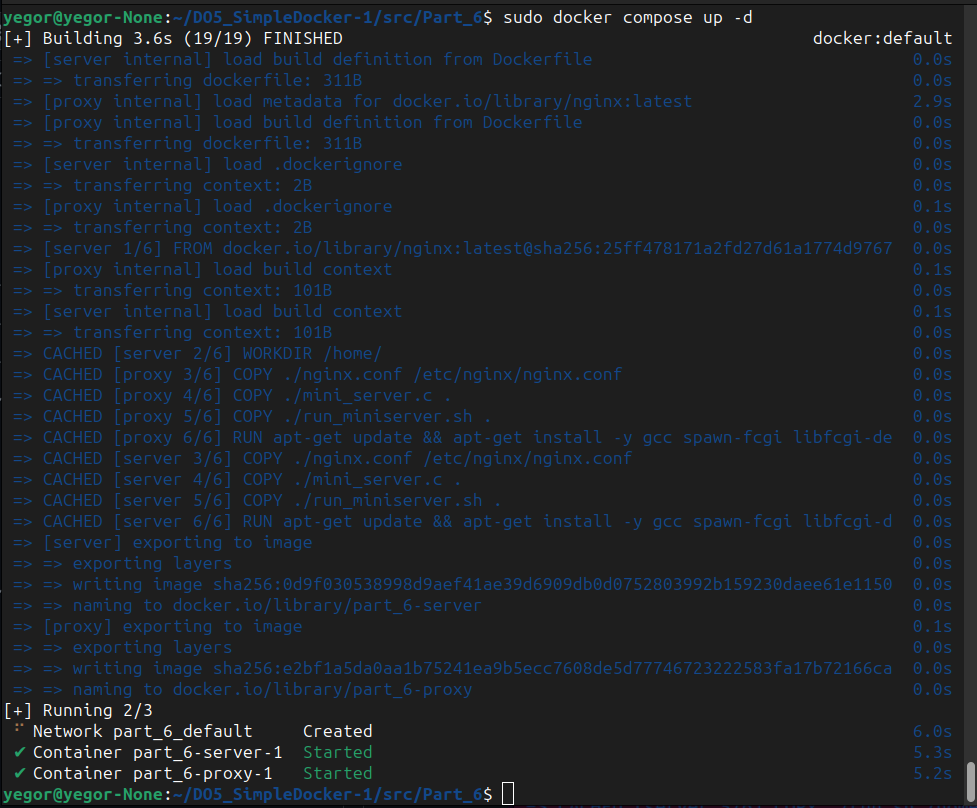 yegor@yegor-None:~/DO5_SimpleDocker-1/src/Part_6$ sudo docker compose up -d
[+] Building 3.6s (19/19) FINISHED docker:default
=> [server internal] load build definition from Dockerfile 0.0s
=> => transferring dockerfile: 311B 0.0s
=> [proxy internal] load metadata for docker.io/library/nginx:latest 2.9s
=> [proxy internal] load build definition from Dockerfile 0.0s
=> => transferring dockerfile: 311B 0.0s
=> [server internal] load .dockerignore 0.0s
=> => transferring context: 2B 0.0s
=> [proxy internal] load .dockerignore 0.1s
=> => transferring context: 2B 0.0s
=> [server 1/6] FROM docker.io/library/nginx:latest@sha256:25ff478171a2fd27d61a1774d9767 0.0s
=> [proxy internal] load build context 0.1s
=> => transferring context: 101B 0.0s
=> [server internal] load build context 0.1s
=> => transferring context: 101B 0.0s
=> CACHED [server 2/6] WORKDIR /home/ 0.0s
=> CACHED [proxy 3/6] COPY ./nginx.conf /etc/nginx/nginx.conf 0.0s
=> CACHED [proxy 4/6] COPY ./mini_server.c . 0.0s
=> CACHED [proxy 5/6] COPY ./run_miniserver.sh . 0.0s
=> CACHED [proxy 6/6] RUN apt-get update && apt-get install -y gcc spawn-fcgi libfcgi-de 0.0s
=> CACHED [server 3/6] COPY ./nginx.conf /etc/nginx/nginx.conf 0.0s
=> CACHED [server 4/6] COPY ./mini_server.c . 0.0s
=> CACHED [server 5/6] COPY ./run_miniserver.sh . 0.0s
=> CACHED [server 6/6] RUN apt-get update && apt-get install -y gcc spawn-fcgi libfcgi-d 0.0s
=> [server] exporting to image 0.0s
=> => exporting layers 0.0s
=> => writing image sha256:0d9f030538998d9aef41ae39d6909db0d0752803992b159230daee61e1150 0.0s
=> => naming to docker.io/library/part_6-server 0.0s
=> [proxy] exporting to image 0.1s
=> => exporting layers 0.0s
=> => writing image sha256:e2bf1a5da0aa1b75241ea9b5ecc7608de5d77746723222583fa17b72166ca 0.0s
=> => naming to docker.io/library/part_6-proxy 0.0s
[+] Running 2/3
⠋ Network part_6_default Created 6.0s
✔ Container part_6-server-1 Started 5.3s
✔ Container part_6-proxy-1 Started 5.2s
yegor@yegor-None:~/DO5_SimpleDocker-1/src/Part_6$